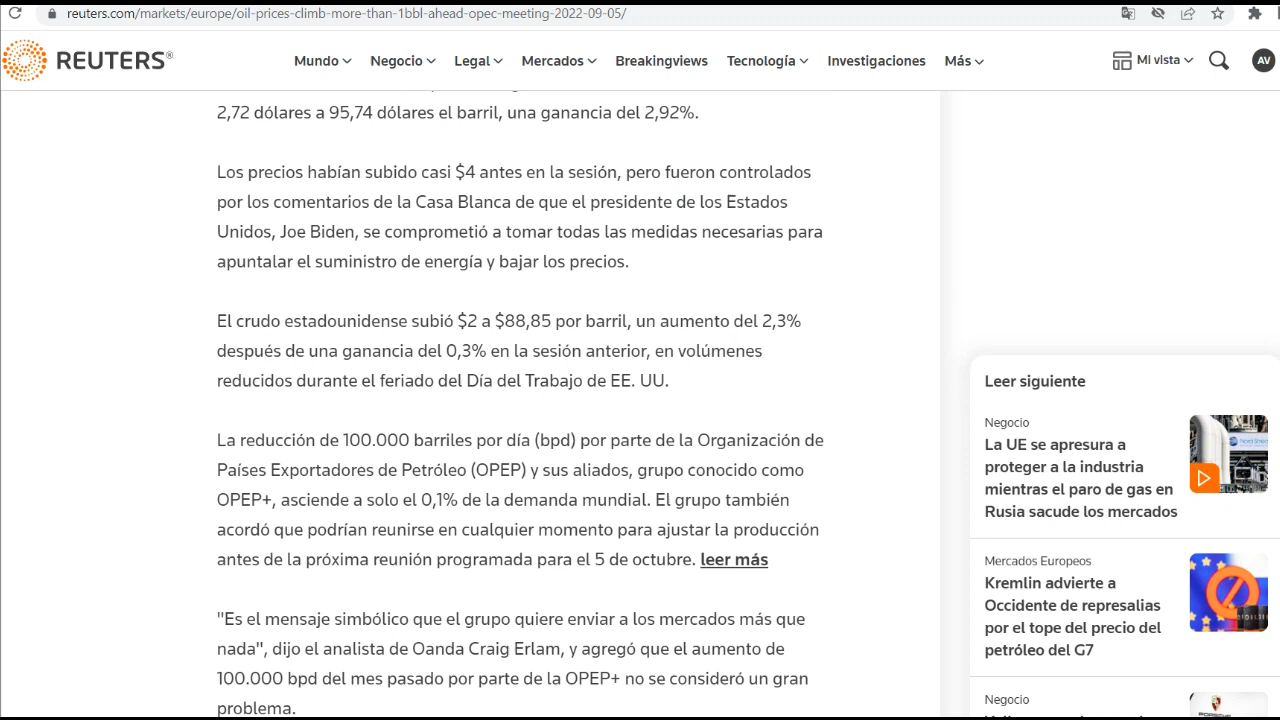 reuters.com/markets/europe/oil-prices-climb-more-than-1bbl-ahead-opec-meeting-2022-09-05/
REUTERS®
Mundo
Negocio
Legal
Mercados
Breakingviews
Tecnología
Investigaciones
Más
Mi vista
AV
2,72 dólares a 95,74 dólares el barril, una ganancia del 2,92%.
Los precios habían subido casi $4 antes en la sesión, pero fueron controlados
por los comentarios de la Casa Blanca de que el presidente de los Estados
Unidos, Joe Biden, se comprometió a tomar todas las medidas necesarias para
apuntalar el suministro de energía y bajar los precios.
El crudo estadounidense subió $2 a $88,85 por barril, un aumento del 2,3%
después de una ganancia del 0,3% en la sesión anterior, en volúmenes
reducidos durante el feriado del Día del Trabajo de EE. UU.
La reducción de 100.000 barriles por día (bpd) por parte de la Organización de
Países Exportadores de Petróleo (OPEP) y sus aliados, grupo conocido como
OPEP+, asciende a solo el 0,1% de la demanda mundial. El grupo también
acordó que podrían reunirse en cualquier momento para ajustar la producción
antes de la próxima reunión programada para el 5 de octubre. leer más
"Es el mensaje simbólico que el grupo quiere enviar a los mercados más que
nada", dijo el analista de Oanda Craig Erlam, y agregó que el aumento de
100.000 bpd del mes pasado por parte de la OPEP+ no se consideró un gran
problema.
Leer siguiente
Negocio
La UE se apresura a
proteger a la industria
mientras el paro de gas en
Rusia sacude los mercados
Mercados Europeos
Kremlin advierte a
Occidente de represalias
por el tope del precio del
petróleo del G7
Negocio